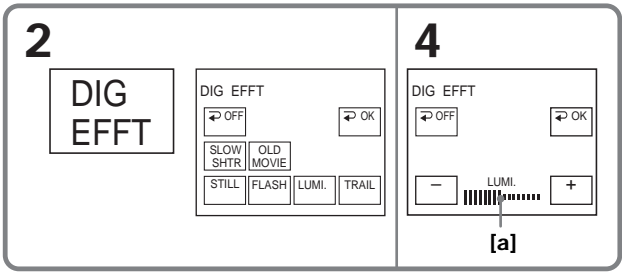 2
DIG
EFFT
DIG EFFT
OFF
OK
SLOW
SHTR
OLD
MOVIE
STILL
FLASH
LUMI.
TRAIL
4
DIG EFFT
OFF
OK
−
LUMI.
+
[a]